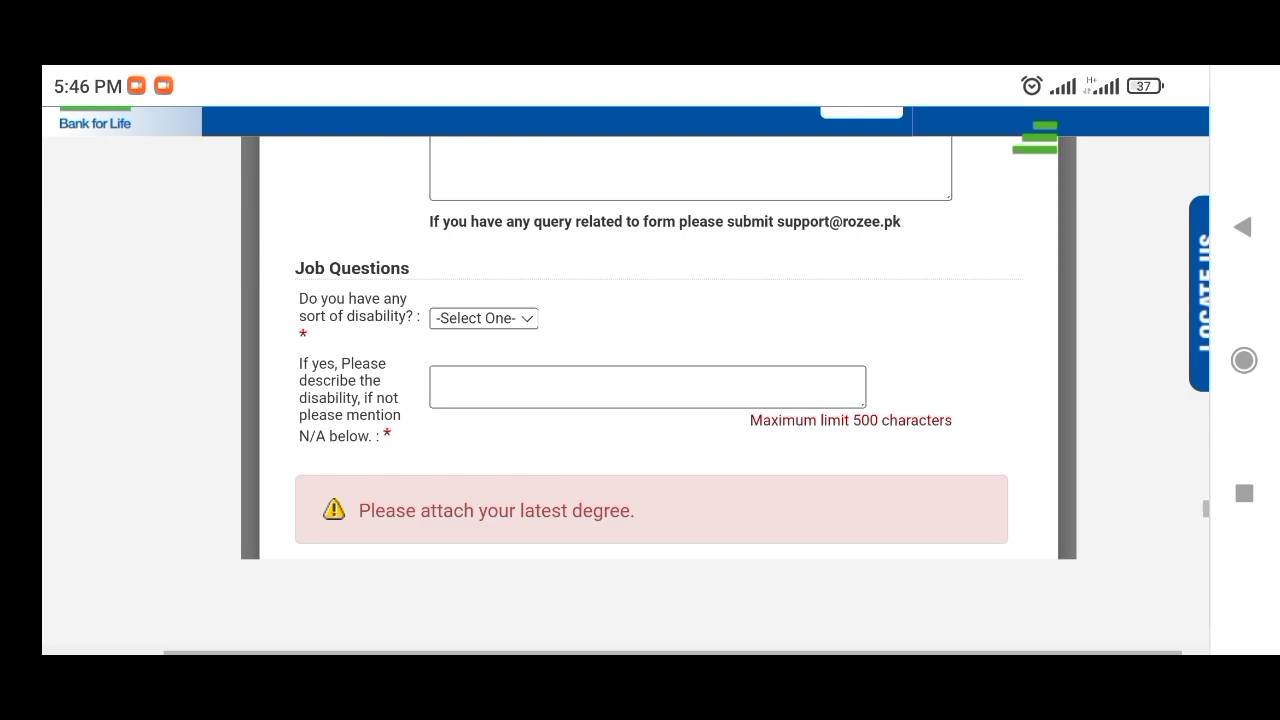 5:46 PM
H+
37
Bank for Life
If you have any query related to form please submit support@rozee.pk
LOCATE US
Job Questions
Do you have any
sort of disability? :
*
-Select One-
If yes, Please
describe the
disability, if not
please mention
N/A below. : *
Maximum limit 500 characters
Please attach your latest degree.